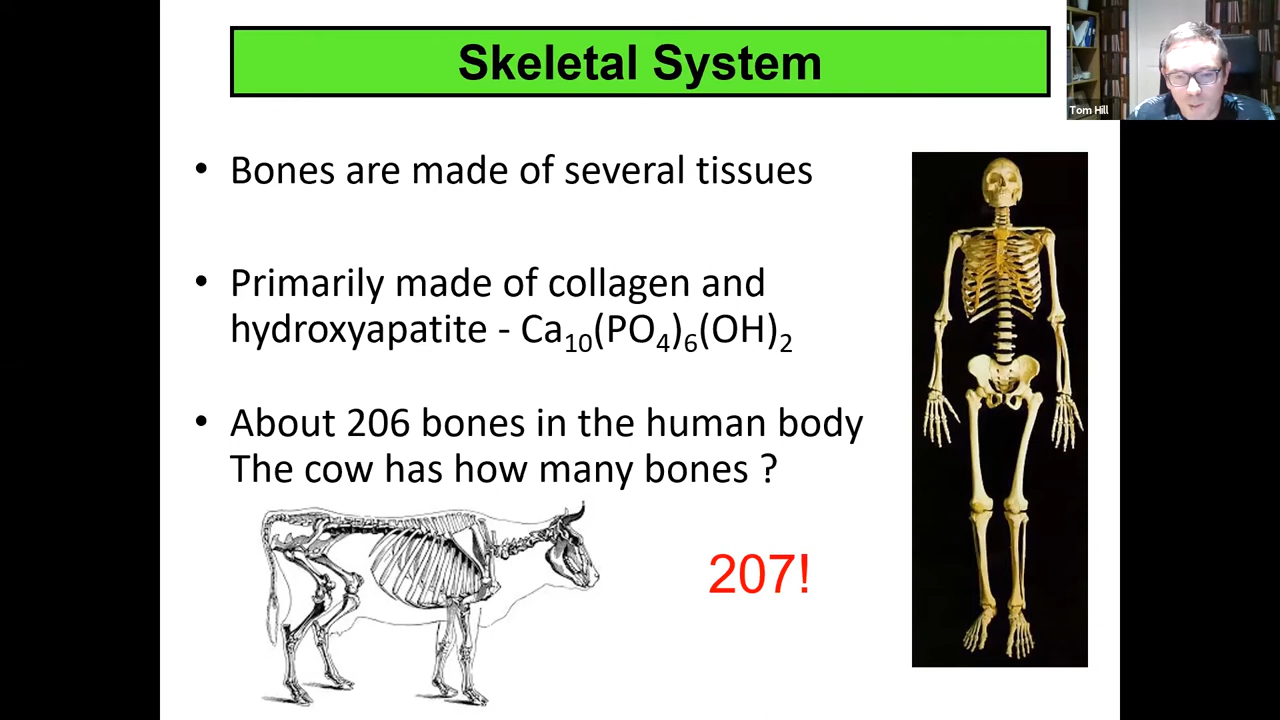 Skeletal System
Tom Hill
• Bones are made of several tissues
• Primarily made of collagen and
hydroxyapatite - Ca₁₀(PO₄)₆(OH)₂
• About 206 bones in the human body
The cow has how many bones ?
207!